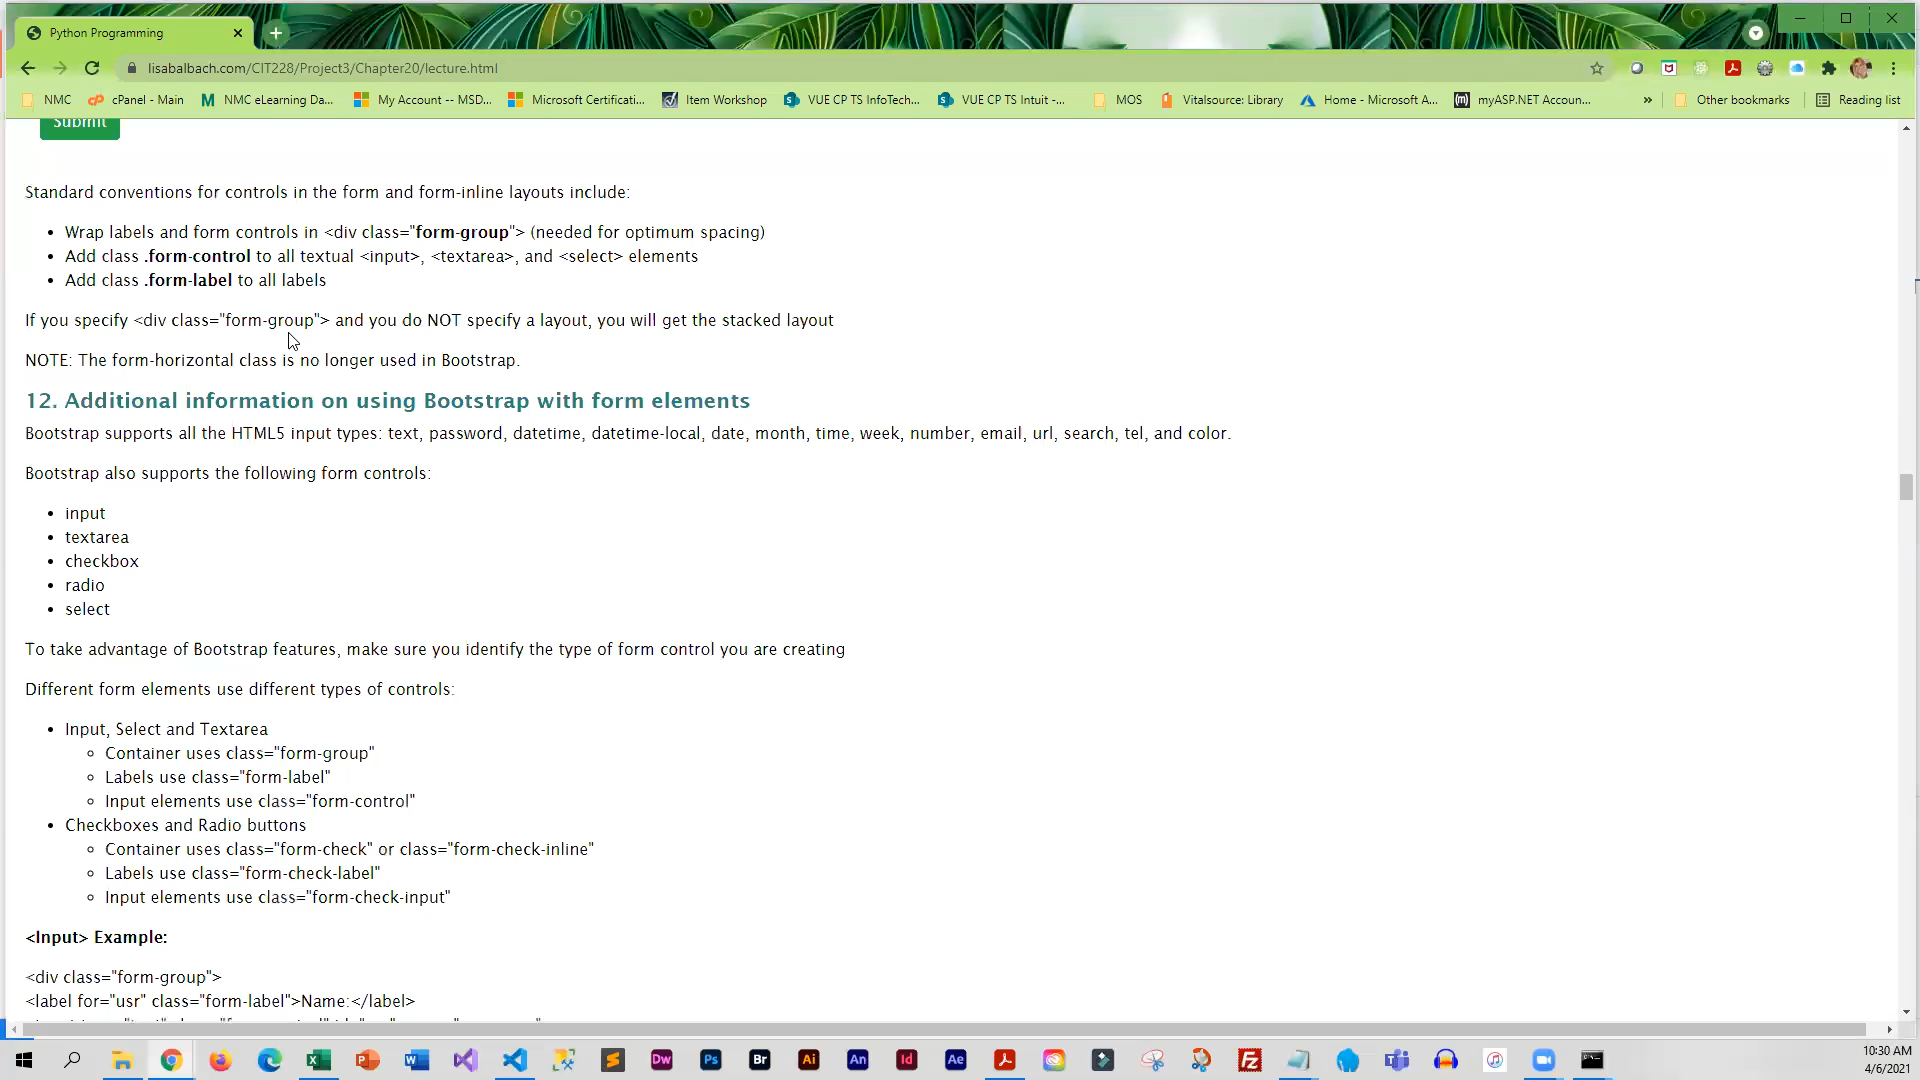 Python Programming
lisabalbach.com/CIT228/Project3/Chapter20/lecture.html
NMC
cPanel - Main
NMC eLearning Da...
My Account -- MSD...
Microsoft Certificati...
Item Workshop
VUE CP TS InfoTech...
VUE CP TS Intuit -...
MOS
Vitalsource: Library
Home - Microsoft A...
myASP.NET Accoun...
Other bookmarks
Reading list
Submit
Standard conventions for controls in the form and form-inline layouts include:
• Wrap labels and form controls in <div class="form-group"> (needed for optimum spacing)
• Add class .form-control to all textual <input>, <textarea>, and <select> elements
• Add class .form-label to all labels
If you specify <div class="form-group"> and you do NOT specify a layout, you will get the stacked layout
NOTE: The form-horizontal class is no longer used in Bootstrap.
12. Additional information on using Bootstrap with form elements
Bootstrap supports all the HTML5 input types: text, password, datetime, datetime-local, date, month, time, week, number, email, url, search, tel, and color.
Bootstrap also supports the following form controls:
• input
• textarea
• checkbox
• radio
• select
To take advantage of Bootstrap features, make sure you identify the type of form control you are creating
Different form elements use different types of controls:
• Input, Select and Textarea
◦ Container uses class="form-group"
◦ Labels use class="form-label"
◦ Input elements use class="form-control"
• Checkboxes and Radio buttons
◦ Container uses class="form-check" or class="form-check-inline"
◦ Labels use class="form-check-label"
◦ Input elements use class="form-check-input"
<Input> Example:
<div class="form-group">
<label for="usr" class="form-label">Name:</label>
Dw
Ps
Br
Ai
An
Id
Ae
10:30 AM
4/6/2021